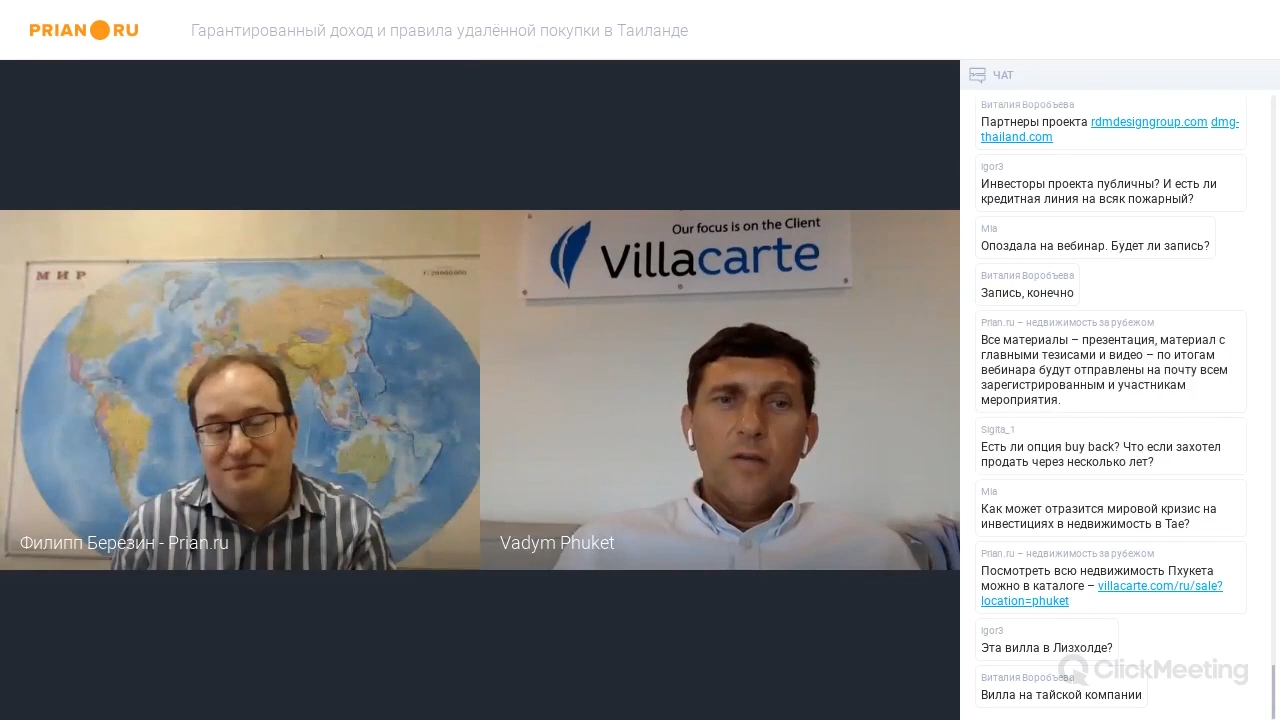 PRIAN RU
Гарантированный доход и правила удалённой покупки в Таиланде
ЧАТ
Виталия Воробъева
Партнеры проекта rdmdesigngroup.com dmg-
thailand.com
igor3
Инвесторы проекта публичны? И есть ли
кредитная линия на всяк пожарный?
Mia
Опоздала на вебинар. Будет ли запись?
Виталия Воробъева
Запись, конечно
Prian.ru – недвижимость за рубежом
Все материалы – презентация, материал с
главными тезисами и видео – по итогам
вебинара будут отправлены на почту всем
зарегистрированным и участникам
мероприятия.
Sigita_1
Есть ли опция buy back? Что если захотел
продать через несколько лет?
Mia
Как может отразится мировой кризис на
инвестициях в недвижимость в Тае?
Prian.ru – недвижимость за рубежом
Посмотреть всю недвижимость Пхукета
можно в каталоге – villacarte.com/ru/sale?
location=phuket
igor3
Эта вилла в Лизхолде?
Виталия Воробъева
Вилла на тайской компании
ClickMeeting
МИР
Our focus is on the Client
Villacarte
Филипп Березин - Prian.ru
Vadym Phuket